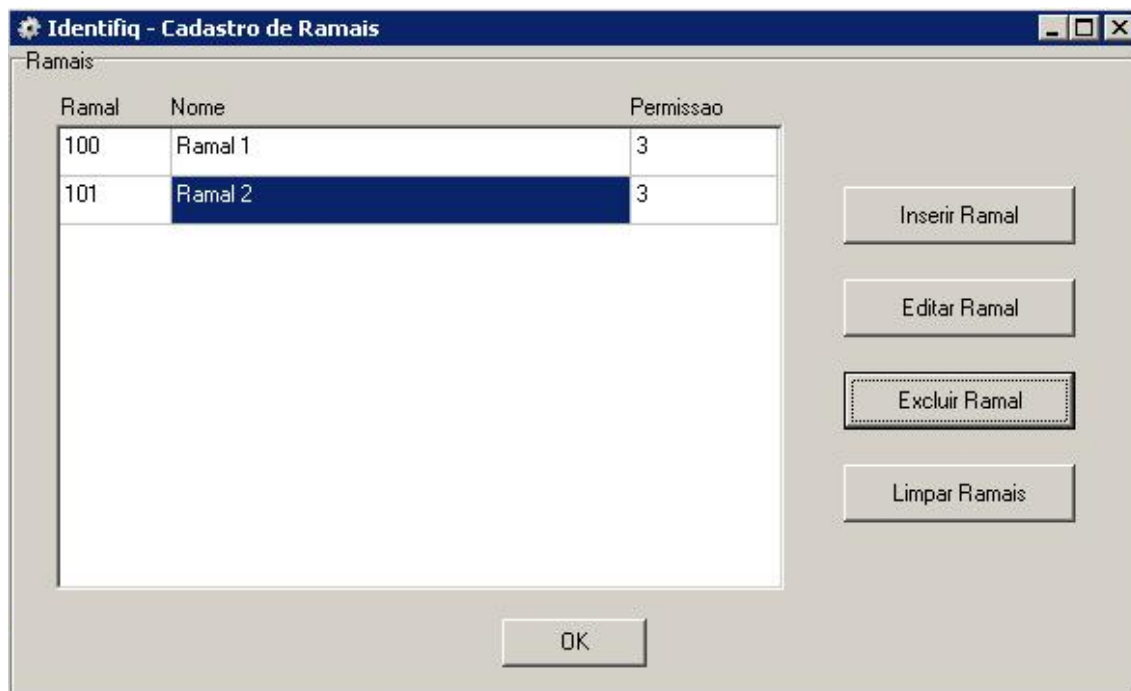 Identifiq - Cadastro de Ramais
Ramais
Ramal Nome Permissao
100 Ramal 1 3
101 Ramal 2 3
Inserir Ramal
Editar Ramal
Excluir Ramal
Limpar Ramais
OK